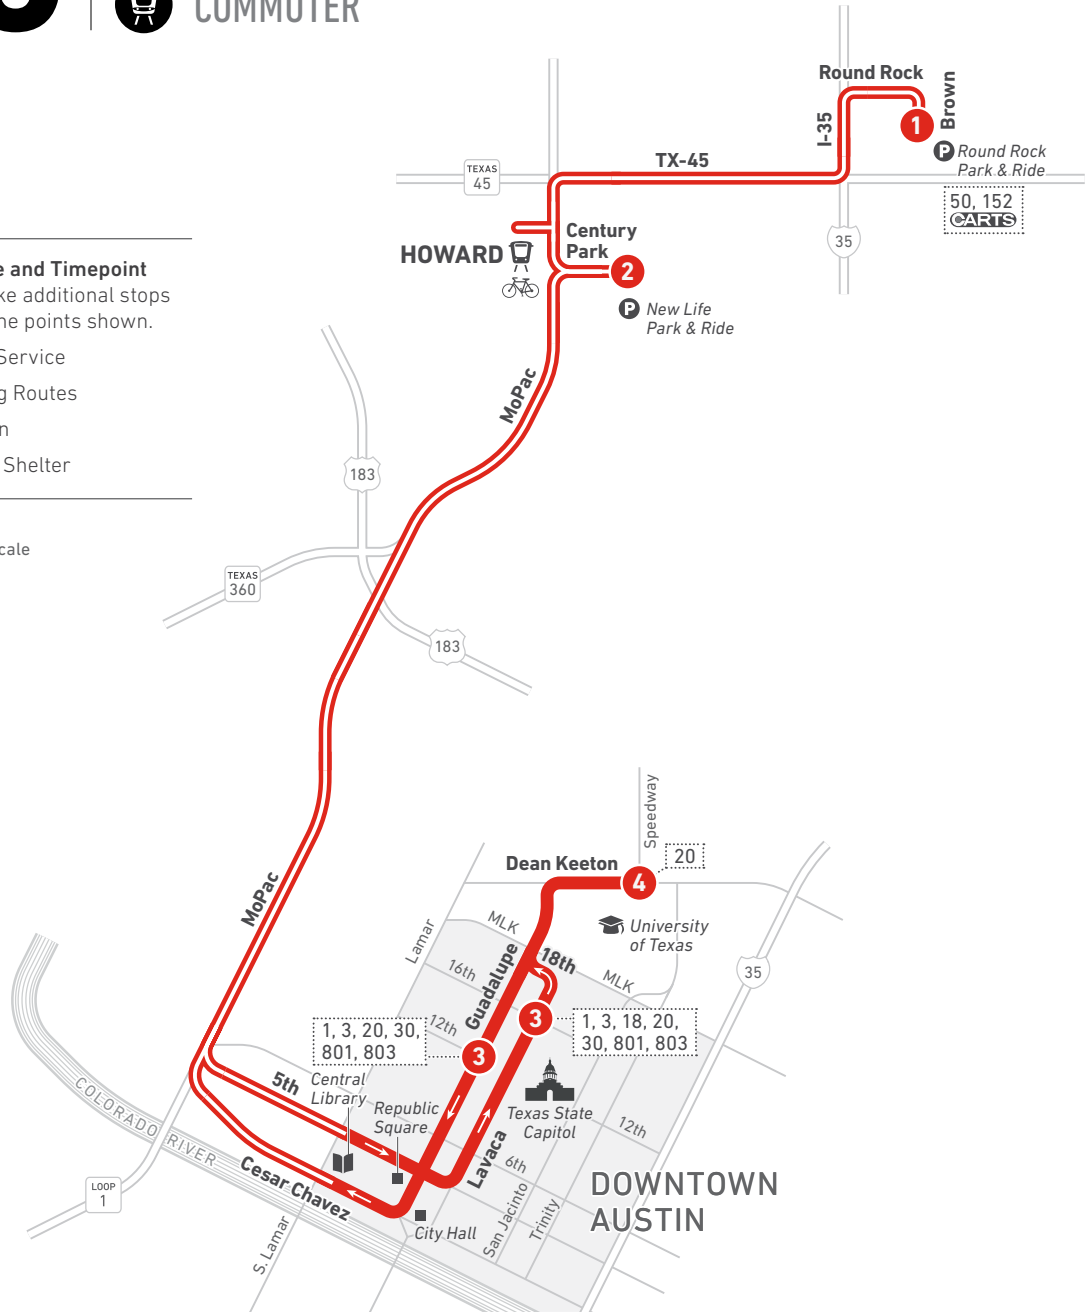 COMMUTER
Round Rock
Brown
I-35
1
P Round Rock
Park & Ride
50, 152
CARTS
TX-45
TEXAS
45
35
HOWARD
Century
Park
2
P New Life
Park & Ride
e and Timepoint
ke additional stops
ne points shown.
Service
g Routes
n
Shelter
cale
MoPac
183
TEXAS
360
183
MoPac
Speedway
20
Dean Keeton
4
University
of Texas
Lamar
MLK
18th
MLK
16th
Guadalupe
35
12th
3
1, 3, 18, 20,
30, 801, 803
1, 3, 20, 30,
801, 803
3
5th
Central
Library
Republic
Square
Texas State
Capitol
12th
COLORADO RIVER
Lavaca
6th
Cesar Chavez
LOOP
1
San Jacinto
Trinity
DOWNTOWN
AUSTIN
City Hall
S. Lamar